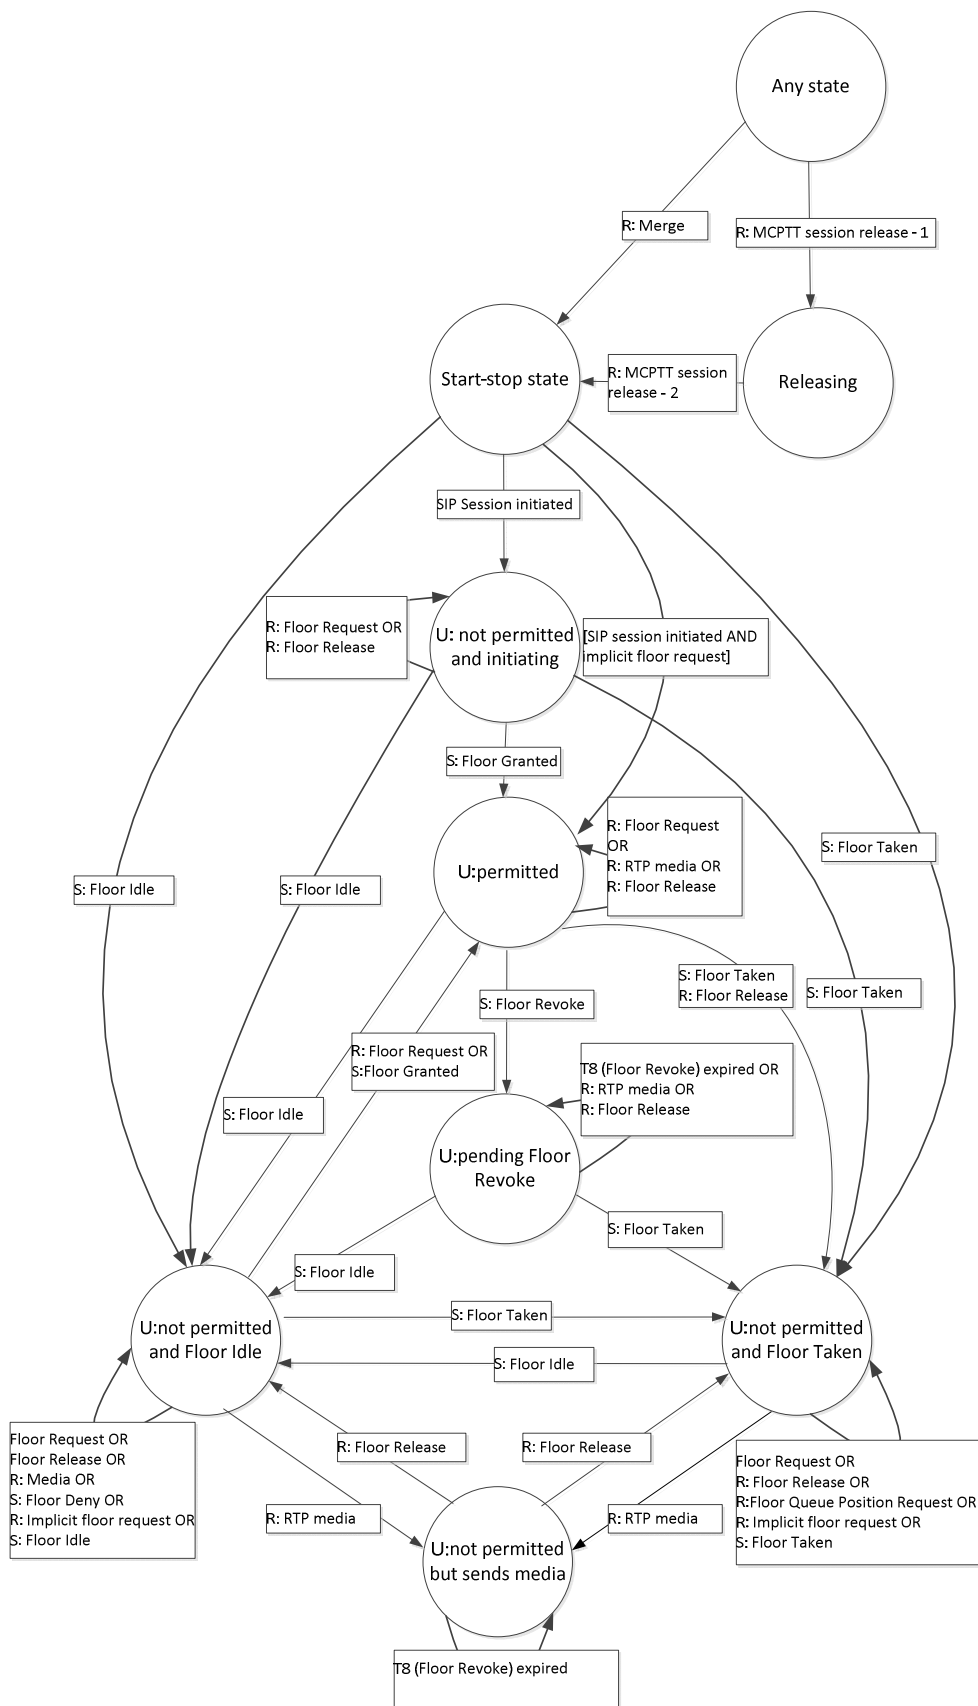 Any state
R: Merge
R: MCPTT session release - 1
Start-stop state
R: MCPTT session
release - 2
Releasing
SIP Session initiated
R: Floor Request OR
R: Floor Release
U: not permitted
and initiating
[SIP session initiated AND
implicit floor request]
S: Floor Granted
R: Floor Request
OR
R: RTP media OR
R: Floor Release
U:permitted
S: Floor Taken
S: Floor Idle
S: Floor Idle
S: Floor Taken
R: Floor Release
S: Floor Taken
S: Floor Revoke
R: Floor Request OR
S:Floor Granted
T8 (Floor Revoke) expired OR
R: RTP media OR
R: Floor Release
S: Floor Idle
U:pending Floor
Revoke
S: Floor Taken
S: Floor Idle
U:not permitted
and Floor Idle
S: Floor Taken
U:not permitted
and Floor Taken
S: Floor Idle
Floor Request OR
Floor Release OR
R: Media OR
S: Floor Deny OR
R: Implicit floor request OR
S: Floor Idle
R: Floor Release
R: Floor Release
Floor Request OR
R: Floor Release OR
R:Floor Queue Position Request OR
R: Implicit floor request OR
S: Floor Taken
R: RTP media
R: RTP media
U:not permitted
but sends media
T8 (Floor Revoke) expired